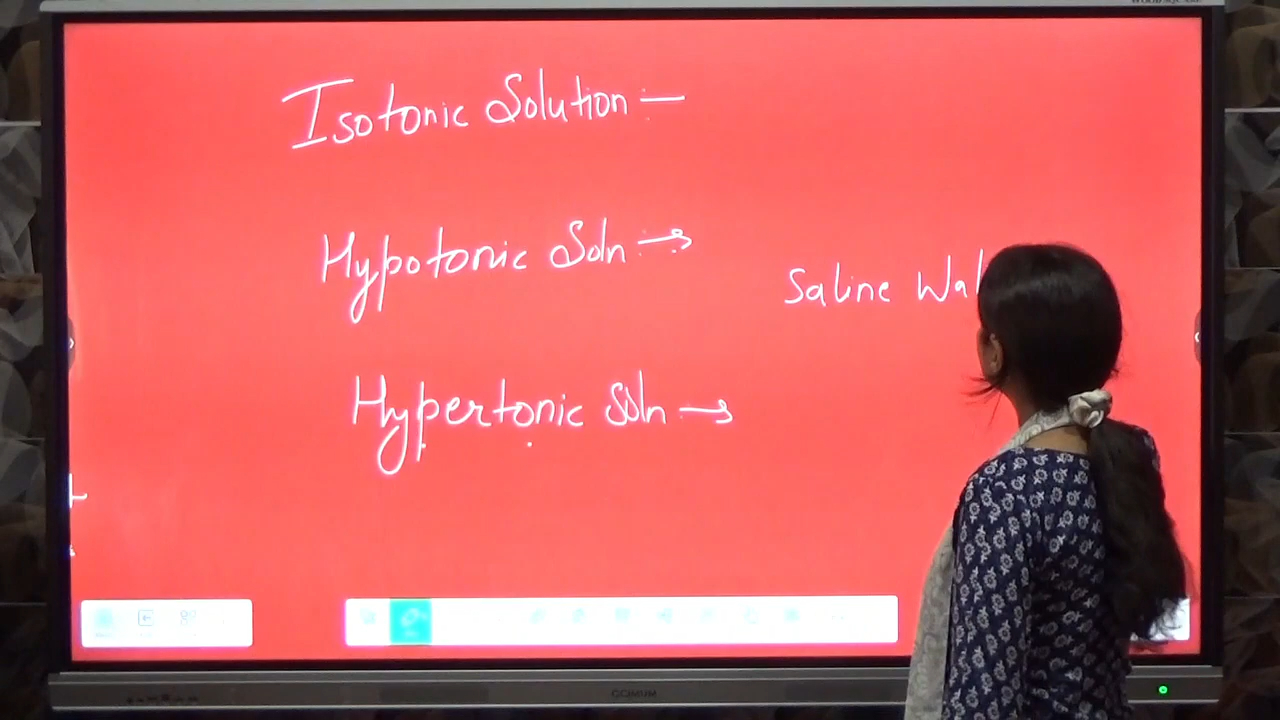 Isotonic Solution :-
Hypotonic Soln →
Saline
Hypertonic Soln →